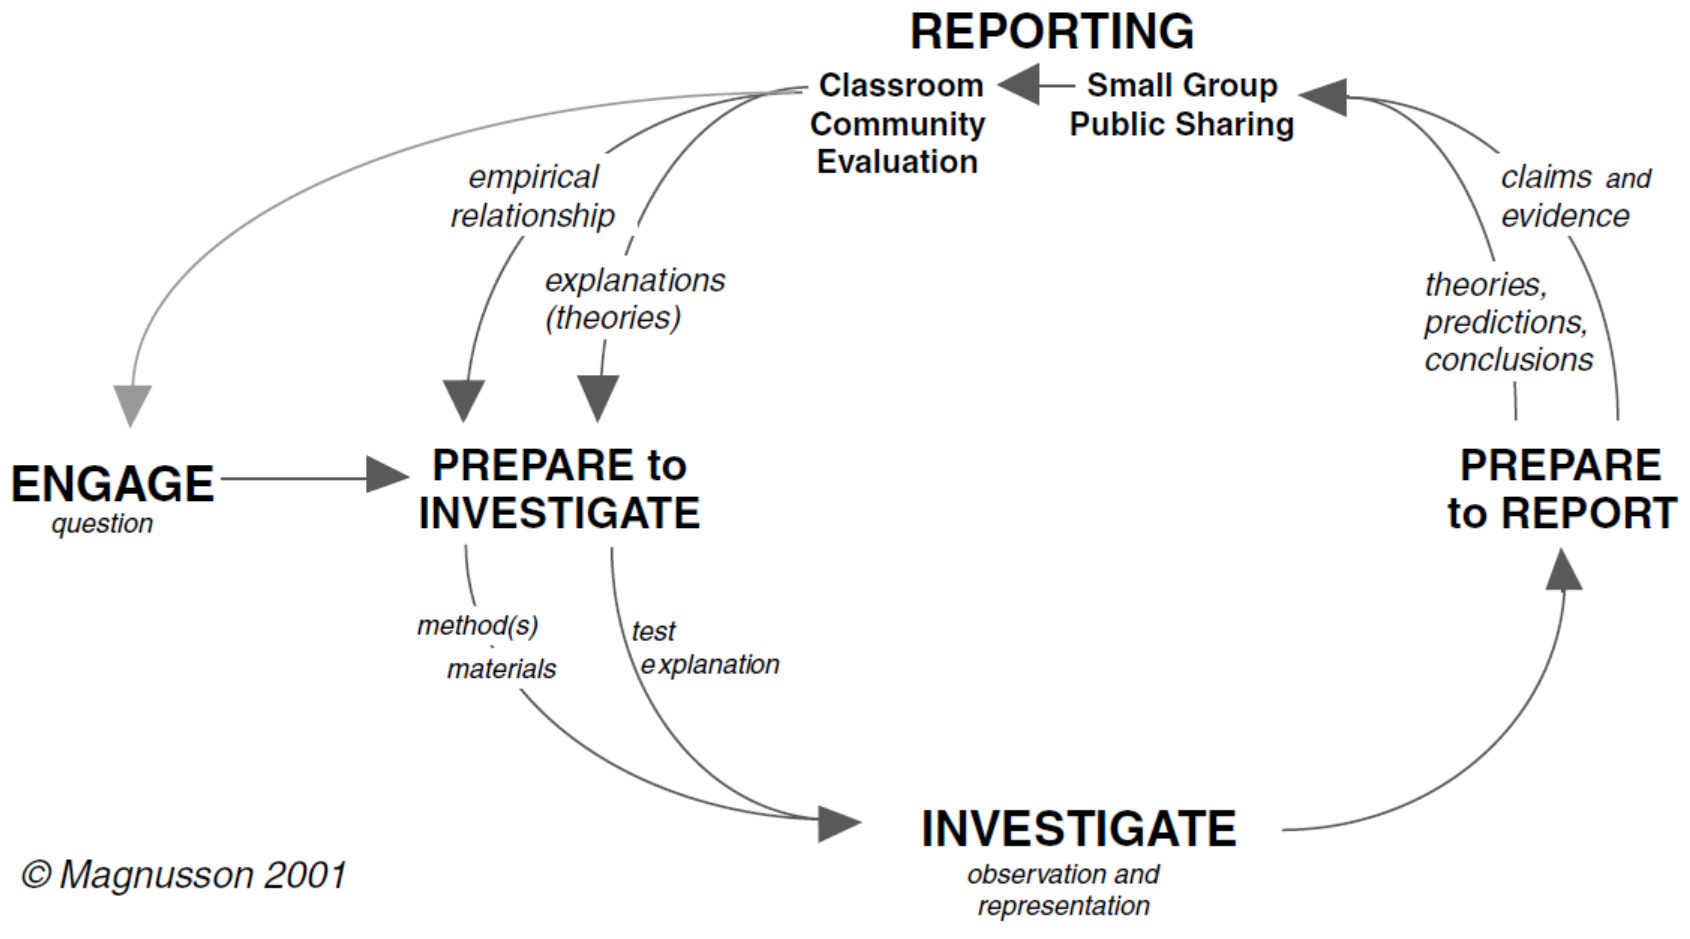 REPORTING
Classroom
Community
Evaluation
Small Group
Public Sharing
empirical
relationship
explanations
(theories)
claims and
evidence
theories,
predictions,
conclusions
ENGAGE
question
PREPARE to
INVESTIGATE
PREPARE
to REPORT
method(s)
materials
test
explanation
INVESTIGATE
observation and
representation
© Magnusson 2001